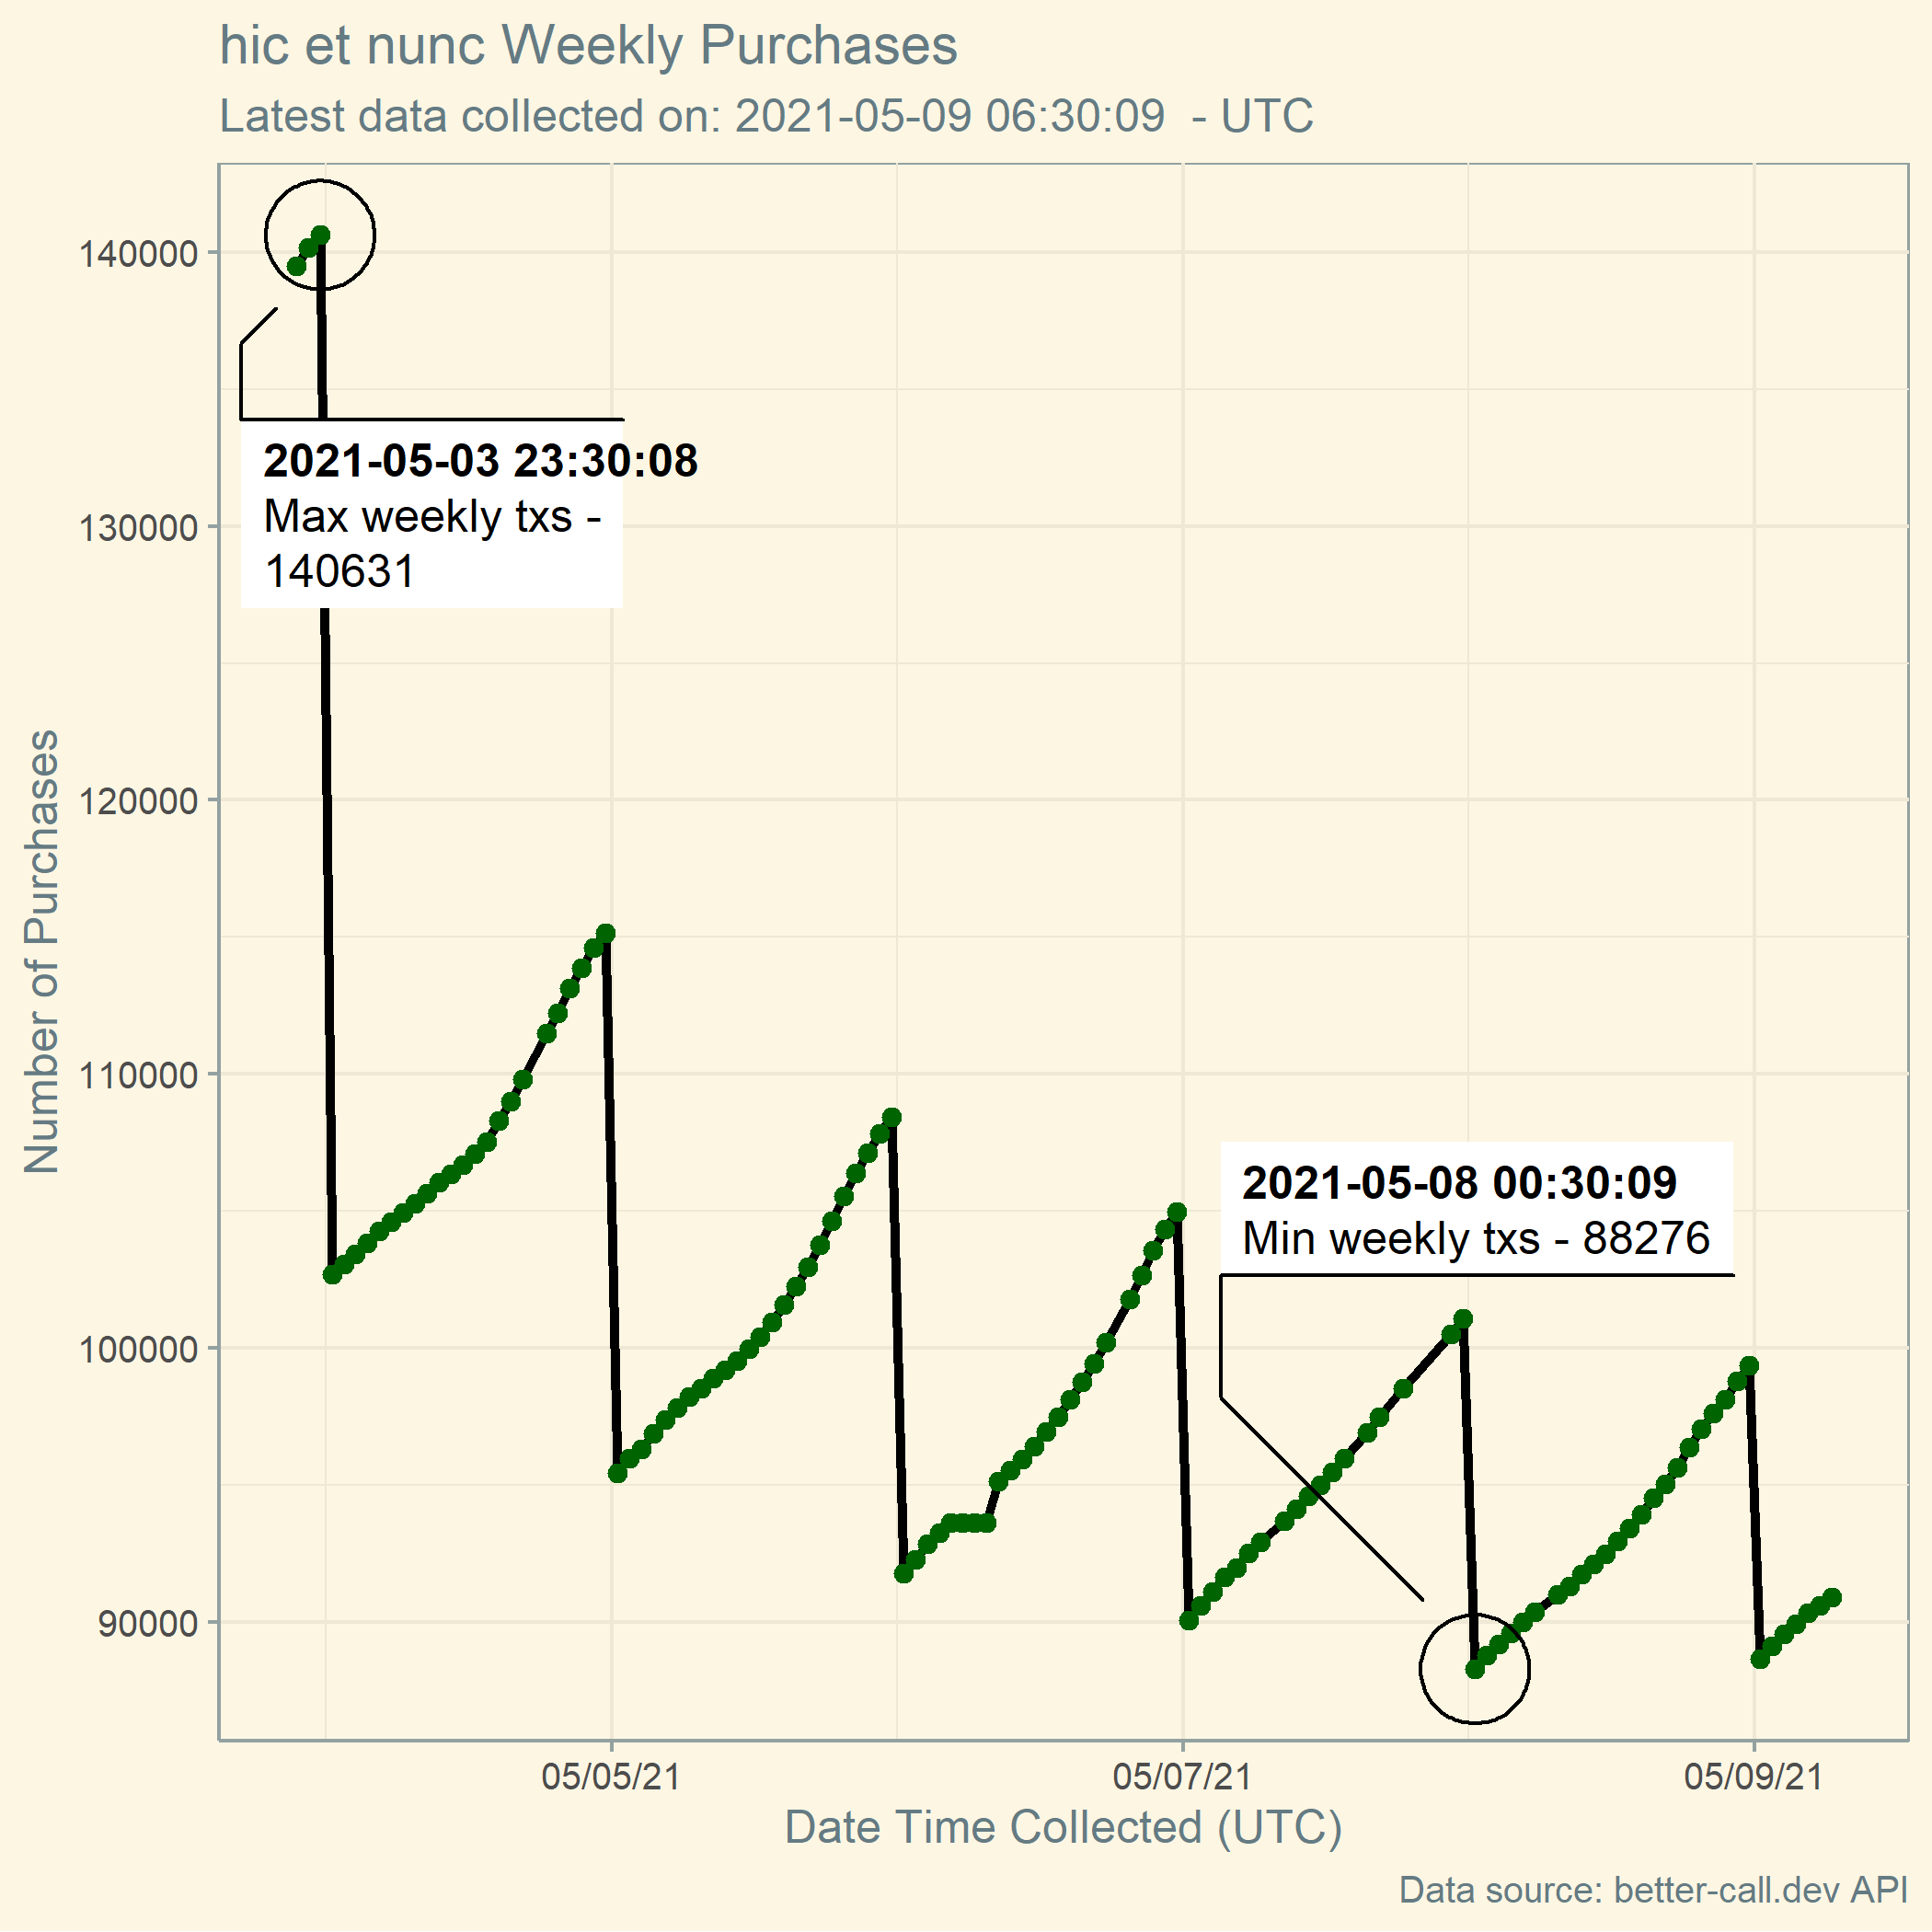 hic et nunc Weekly Purchases
Latest data collected on: 2021-05-09 06:30:09  - UTC
Number of Purchases
140000
130000
120000
110000
100000
90000
2021-05-03 23:30:08
Max weekly txs -
140631
2021-05-08 00:30:09
Min weekly txs - 88276
05/05/21
05/07/21
05/09/21
Date Time Collected (UTC)
Data source: better-call.dev API